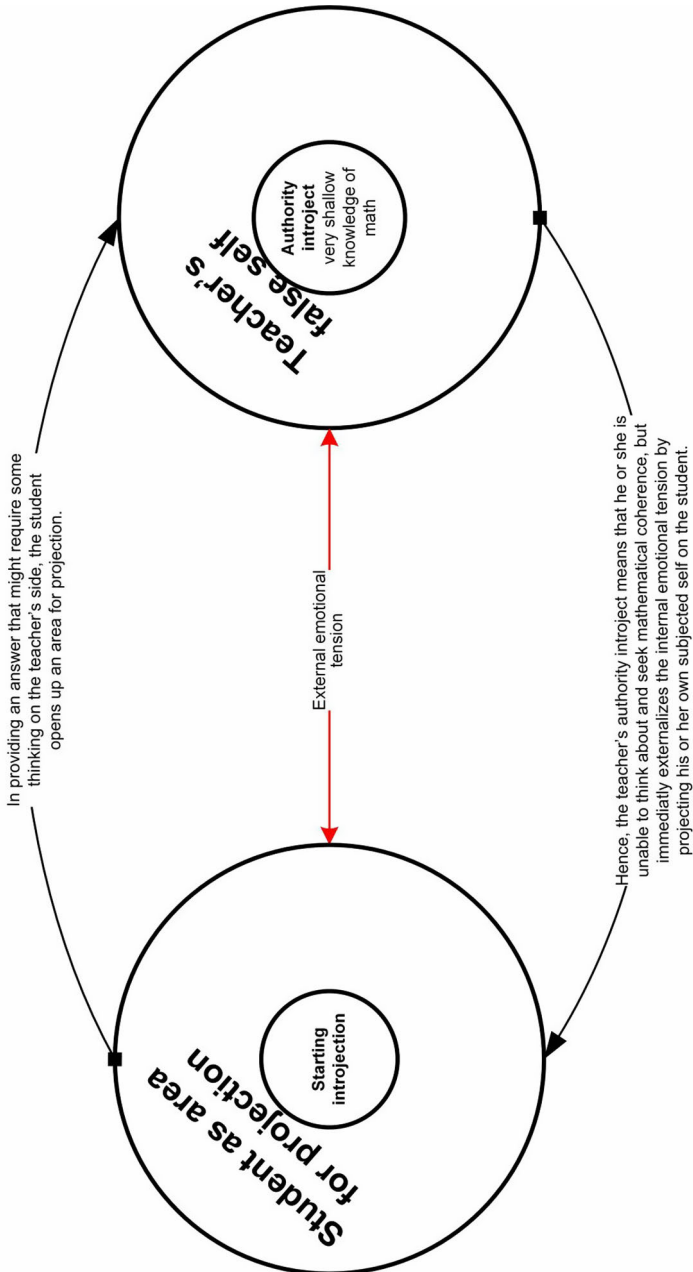 In providing an answer that might require some
thinking on the teacher's side, the student
opens up an area for projection.
Student as area
for projection
Starting
introjection
External emotional
tension
Teacher's
false self
Authority
introject
very shallow
knowledge of
math
Hence, the teacher's authority introject means that he or she is
unable to think about and seek mathematical coherence, but
immediatly externalizes the internal emotional tension by
projecting his or her own subjected self on the student.